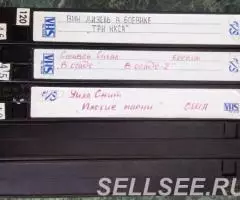 120
VHS
ВИН ДИЗЕЛЬ В БОЕВИКЕ
"ТРИ ИКСА"
VHS
Стивен Сигал боевик
В осаде В осаде-2"
VHS
Уилл Смит
"Плохие парни" США
SELLSEE.RU